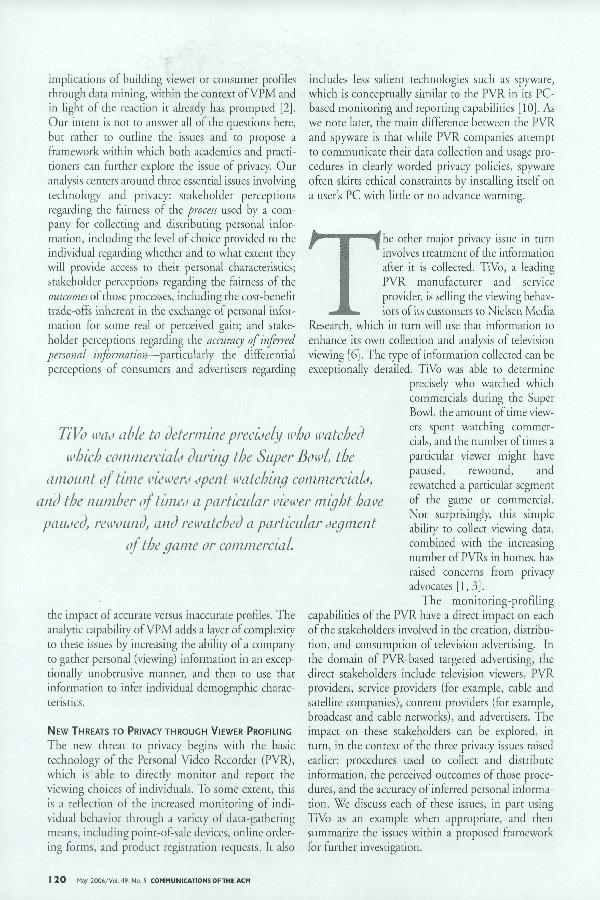 implications of building viewer or consumer profiles
through data mining, within the context of VPM and
in light of the reaction it already has prompted [2].
Our intent is not to answer all of the questions here,
but rather to outline the issues and to propose a
framework within which both academics and practi-
tioners can further explore the issue of privacy. Our
analysis centers around three essential issues involving
technology and privacy: stakeholder perceptions
regarding the fairness of the process used by a com-
pany for collecting and distributing personal infor-
mation, including the level of choice provided to the
individual regarding whether and to what extent they
will provide access to their personal characteristics;
stakeholder perceptions regarding the fairness of the
outcomes of those processes, including the cost-benefit
trade-offs inherent in the exchange of personal infor-
mation for some real or perceived gain; and stake-
holder perceptions regarding the accuracy of inferred
personal information—particularly the differential
perceptions of consumers and advertisers regarding
TiVo was able to determine precisely who watched
which commercials during the Super Bowl, the
amount of time viewers spent watching commercials,
and the number of times a particular viewer might have
paused, rewound, and rewatched a particular segment
of the game or commercial.
the impact of accurate versus inaccurate profiles. The
analytic capability of VPM adds a layer of complexity
to these issues by increasing the ability of a company
to gather personal (viewing) information in an excep-
tionally unobtrusive manner, and then to use that
information to infer individual demographic charac-
teristics.
NEW THREATS TO PRIVACY THROUGH VIEWER PROFILING
The new threat to privacy begins with the basic
technology of the Personal Video Recorder (PVR),
which is able to directly monitor and report the
viewing choices of individuals. To some extent, this
is a reflection of the increased monitoring of indi-
vidual behavior through a variety of data-gathering
means, including point-of-sale devices, online order-
ing forms, and product registration requests. It also
includes less salient technologies such as spyware,
which is conceptually similar to the PVR in its PC-
based monitoring and reporting capabilities [10]. As
we note later, the main difference between the PVR
and spyware is that while PVR companies attempt
to communicate their data collection and usage pro-
cedures in clearly worded privacy policies, spyware
often skirts ethical constraints by installing itself on
a user's PC with little or no advance warning.
The other major privacy issue in turn
involves treatment of the information
after it is collected. TiVo, a leading
PVR manufacturer and service
provider, is selling the viewing behav-
iors of its customers to Nielsen Media
Research, which in turn will use that information to
enhance its own collection and analysis of television
viewing [6]. The type of information collected can be
exceptionally detailed. TiVo was able to determine
precisely who watched which
commercials during the Super
Bowl, the amount of time view-
ers spent watching commer-
cials, and the number of times a
particular viewer might have
paused, rewound, and
rewatched a particular segment
of the game or commercial.
Not surprisingly, this simple
ability to collect viewing data,
combined with the increasing
number of PVRs in homes, has
raised concerns from privacy
advocates [1, 3].
The monitoring-profiling
capabilities of the PVR have a direct impact on each
of the stakeholders involved in the creation, distribu-
tion, and consumption of television advertising. In
the domain of PVR-based targeted advertising, the
direct stakeholders include television viewers, PVR
providers, service providers (for example, cable and
satellite companies), content providers (for example,
broadcast and cable networks), and advertisers. The
impact on these stakeholders can be explored, in
turn, in the context of the three privacy issues raised
earlier: procedures used to collect and distribute
information, the perceived outcomes of those proce-
dures, and the accuracy of inferred personal informa-
tion. We discuss each of these issues, in part using
TiVo as an example when appropriate, and then
summarize the issues within a proposed framework
for further investigation.
120 May 2006/Vol. 49, No. 5 COMMUNICATIONS OF THE ACM